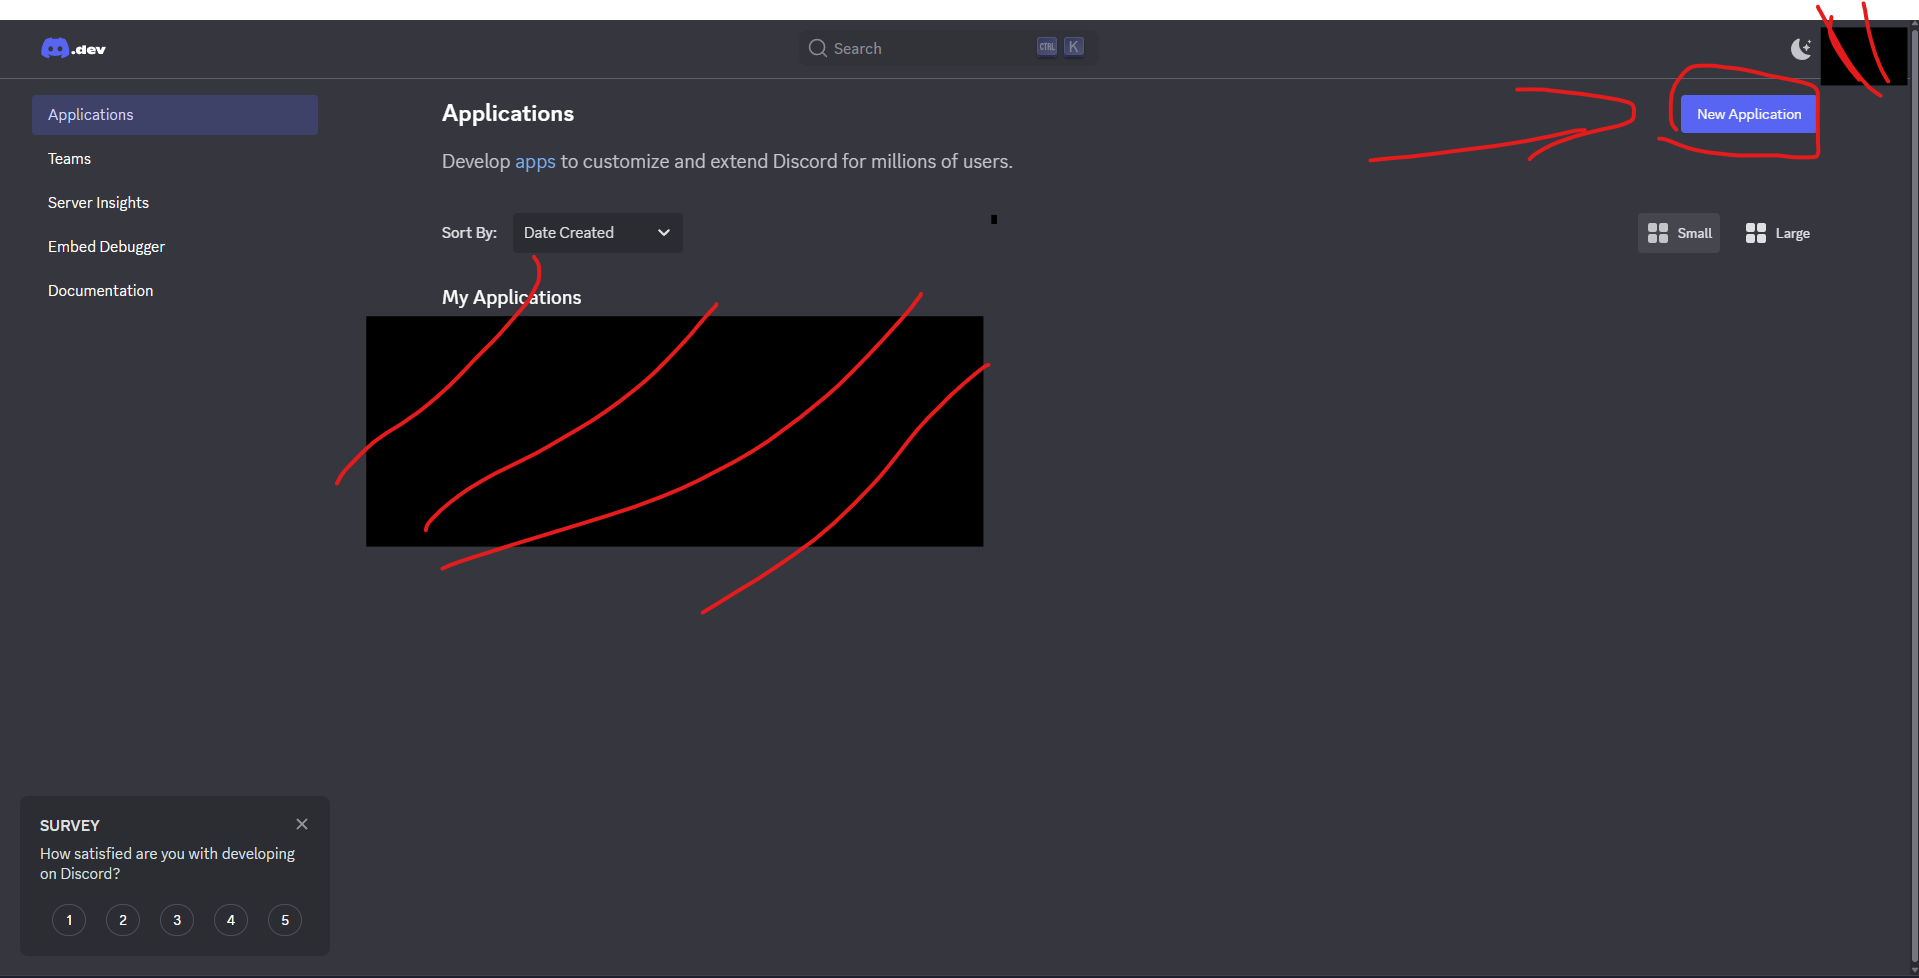 .dev
Search
CTRL K
Applications
Teams
Server Insights
Embed Debugger
Documentation
Applications
New Application
Develop apps to customize and extend Discord for millions of users.
Sort By: Date Created
Small Large
My Applications
SURVEY
How satisfied are you with developing
on Discord?
1 2 3 4 5